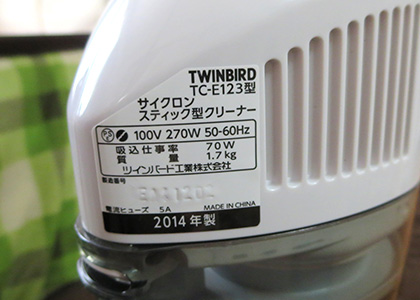 TWINBIRD
TC-E123型
サイクロン
スティック型クリーナー
100V 270W 50-60Hz
吸込仕事率 70W
質量 1.7kg
ツインバード工業株式会社
製造番号
電流ヒューズ 5A MADE IN CHINA
2014年製